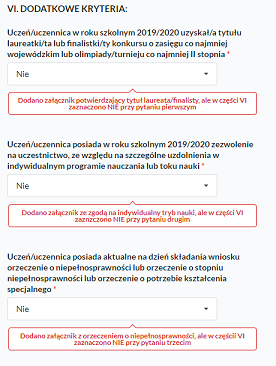 VI. DODATKOWE KRYTERIA:
Uczeń/uczennica w roku szkolnym 2019/2020 uzyskał/a tytułu
laureatki/ta lub finalistki/ty konkursu o zasięgu co najmniej
wojewódzkim lub olimpiady/turnieju co najmniej II stopnia *
Nie
Dodano załącznik potwierdzający tytuł laureata/finalisty, ale w części VI
zaznaczono NIE przy pytaniu pierwszym
Uczeń/uczennica posiada w roku szkolnym 2019/2020 zezwolenie
na uczestnictwo, ze względu na szczególne uzdolnienia w
indywidualnym programie nauczania lub toku nauki *
Nie
Dodano załącznik ze zgodą na indywidualny tryb nauki, ale w części VI
zaznaczono NIE przy pytaniu drugim
Uczeń/uczennica posiada aktualne na dzień składania wniosku
orzeczenie o niepełnosprawności lub orzeczenie o stopniu
niepełnosprawności lub orzeczenie o potrzebie kształcenia
specjalnego *
Nie
Dodano załącznik z orzeczeniem o niepełnosprawności, ale w części VI
zaznaczono NIE przy pytaniu trzecim